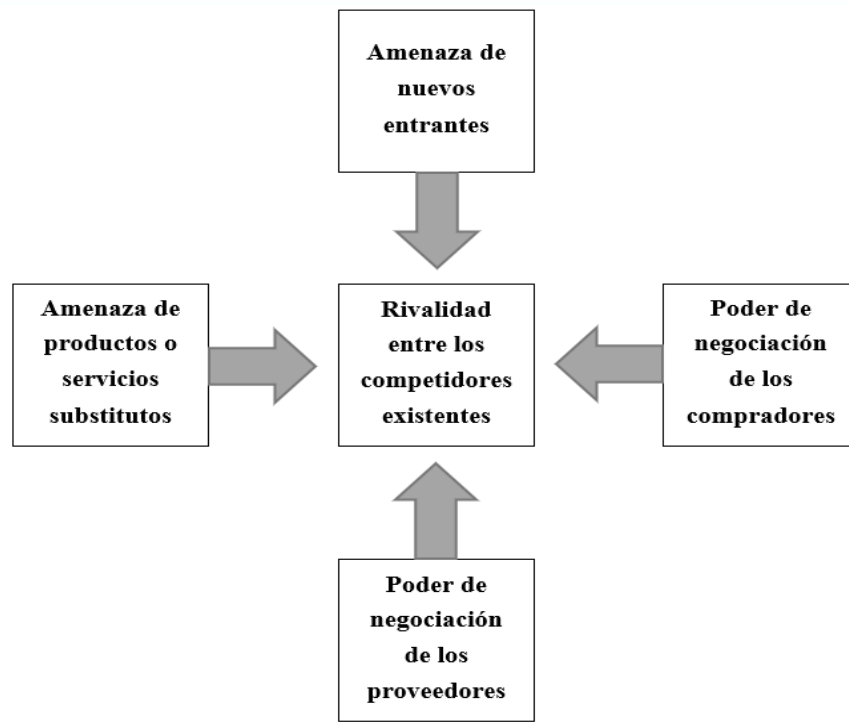 Amenaza de
nuevos
entrantes
Amenaza de
productos o
servicios
substitutos
Rivalidad
entre los
competidores
existentes
Poder de
negociación
de los
compradores
Poder de
negociación
de los
proveedores